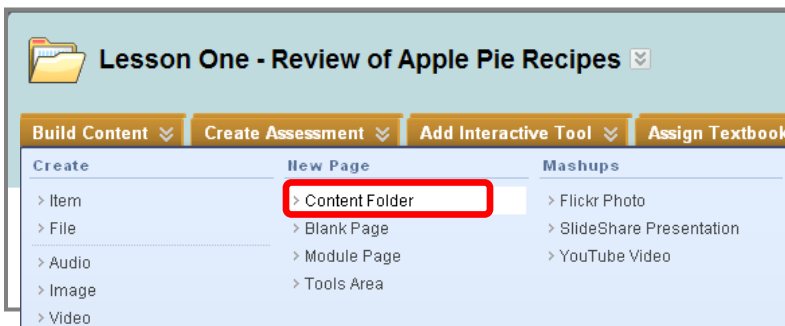 Lesson One - Review of Apple Pie Recipes
Build Content Create Assessment Add Interactive Tool Assign Textbook
Create New Page Mashups
> Item > Content Folder > Flickr Photo
> File > Blank Page > SlideShare Presentation
> Audio > Module Page > YouTube Video
> Image > Tools Area
> Video